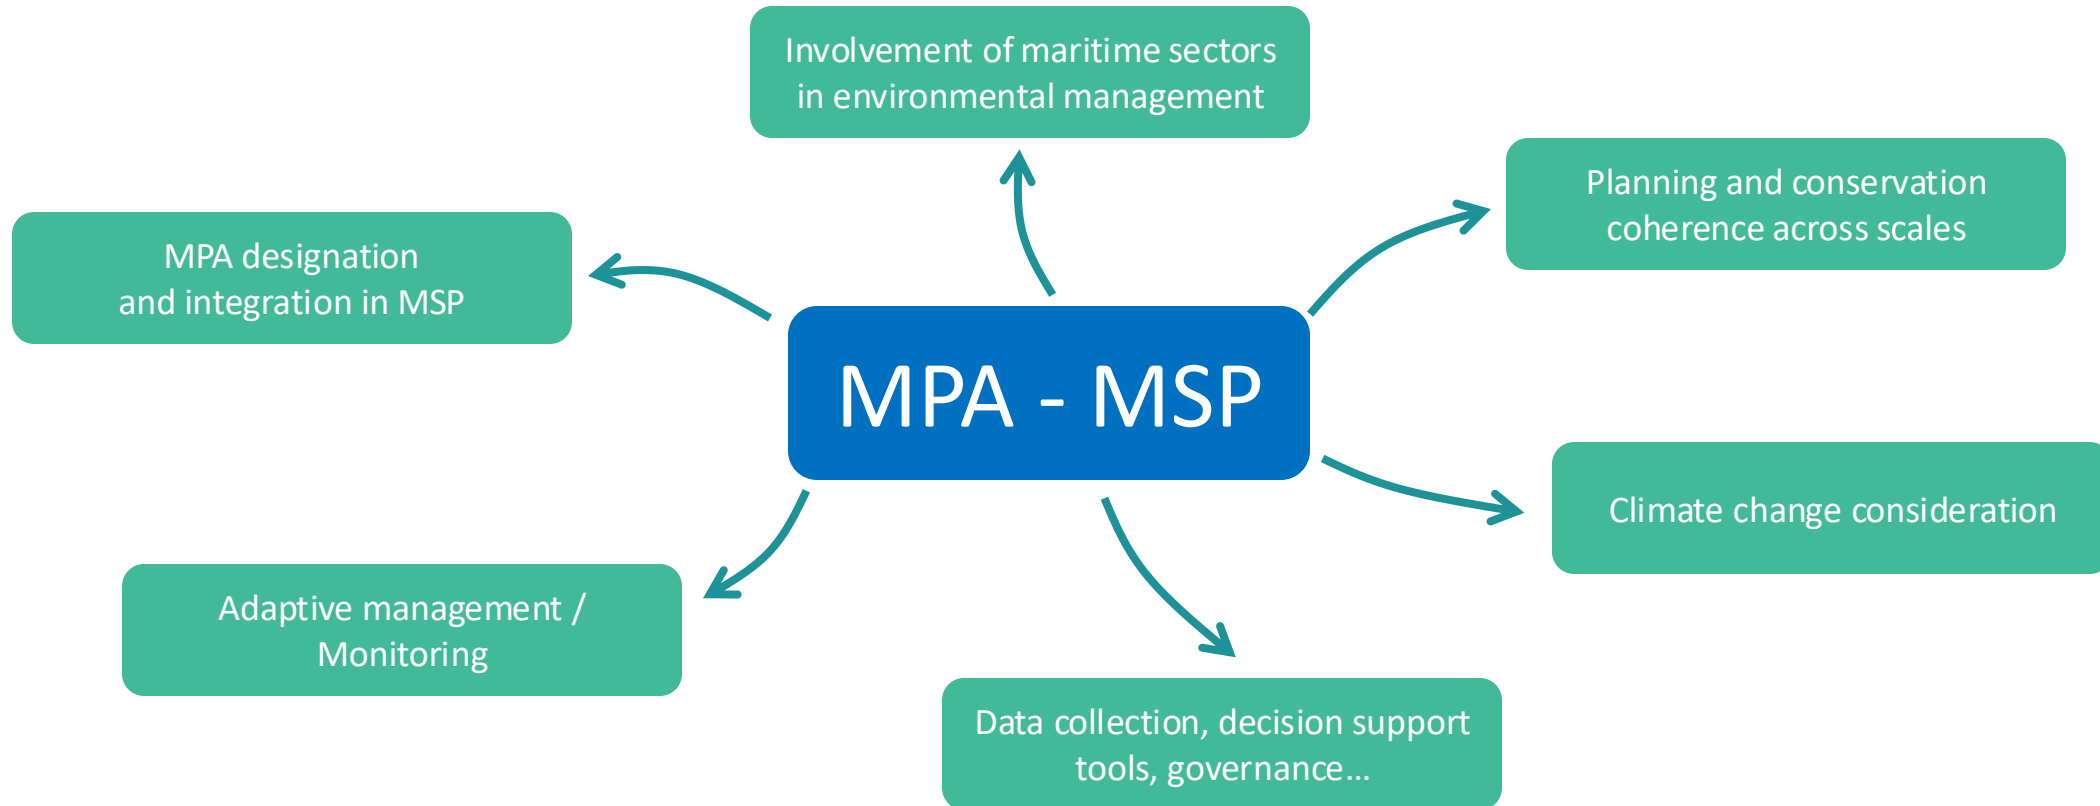 Involvement of maritime sectors
in environmental management
Planning and conservation
coherence across scales
MPA designation
and integration in MSP
MPA - MSP
Climate change consideration
Adaptive management /
Monitoring
Data collection, decision support
tools, governance…